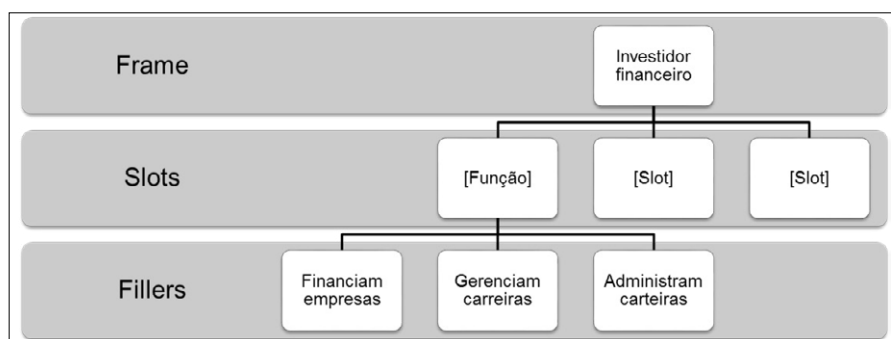 Frame
Investidor
financeiro
Slots
[Função]
[Slot]
[Slot]
Fillers
Financiam
empresas
Gerenciam
carreiras
Administram
carteiras